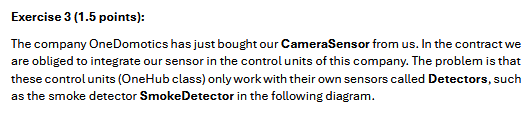 Exercise 3 (1.5 points):
The company OneDomotics has just bought our CameraSensor from us. In the contract we
are obliged to integrate our sensor in the control units of this company. The problem is that
these control units (OneHub class) only work with their own sensors called Detectors, such
as the smoke detector SmokeDetector in the following diagram.